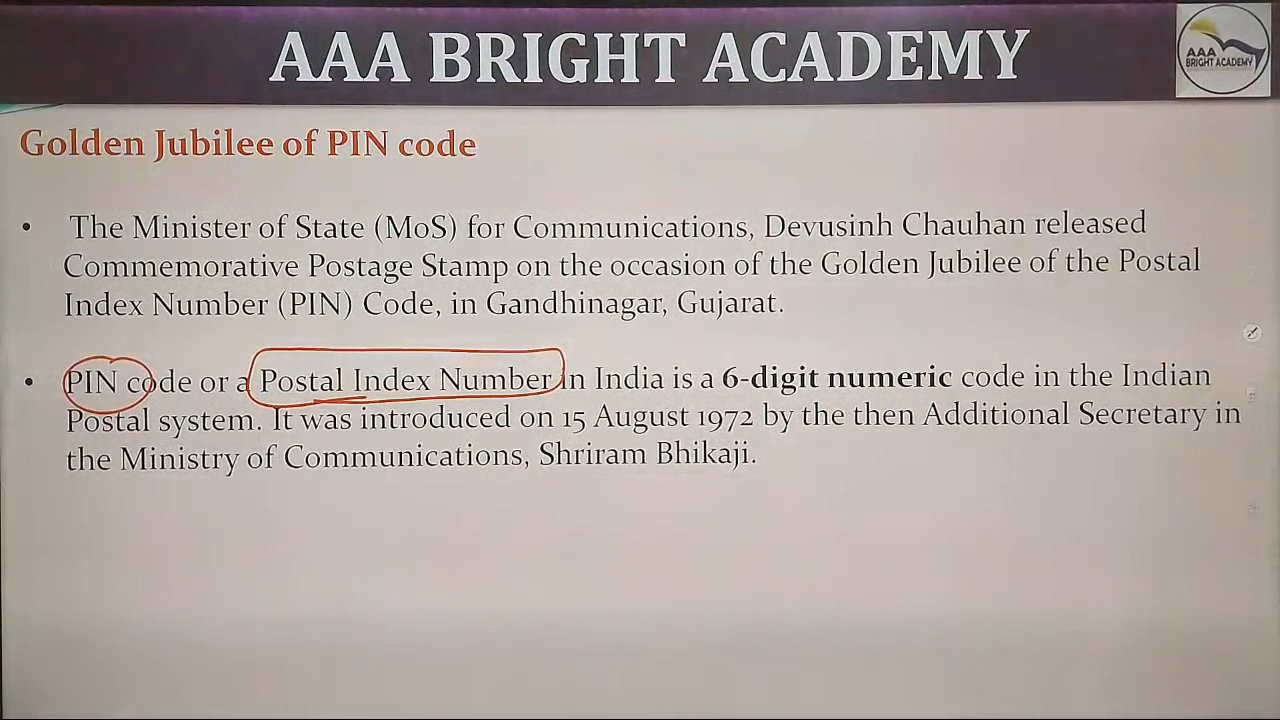 AAA BRIGHT ACADEMY
AAA
BRIGHT ACADEMY
Golden Jubilee of PIN code
• The Minister of State (MoS) for Communications, Devusinh Chauhan released
Commemorative Postage Stamp on the occasion of the Golden Jubilee of the Postal
Index Number (PIN) Code, in Gandhinagar, Gujarat.
• PIN code or a Postal Index Number in India is a 6-digit numeric code in the Indian
Postal system. It was introduced on 15 August 1972 by the then Additional Secretary in
the Ministry of Communications, Shriram Bhikaji.